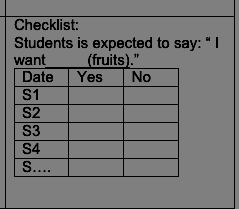 Checklist:
Students is expected to say: “ I
want_____(fruits).”
Date Yes No
S1
S2
S3
S4
S….